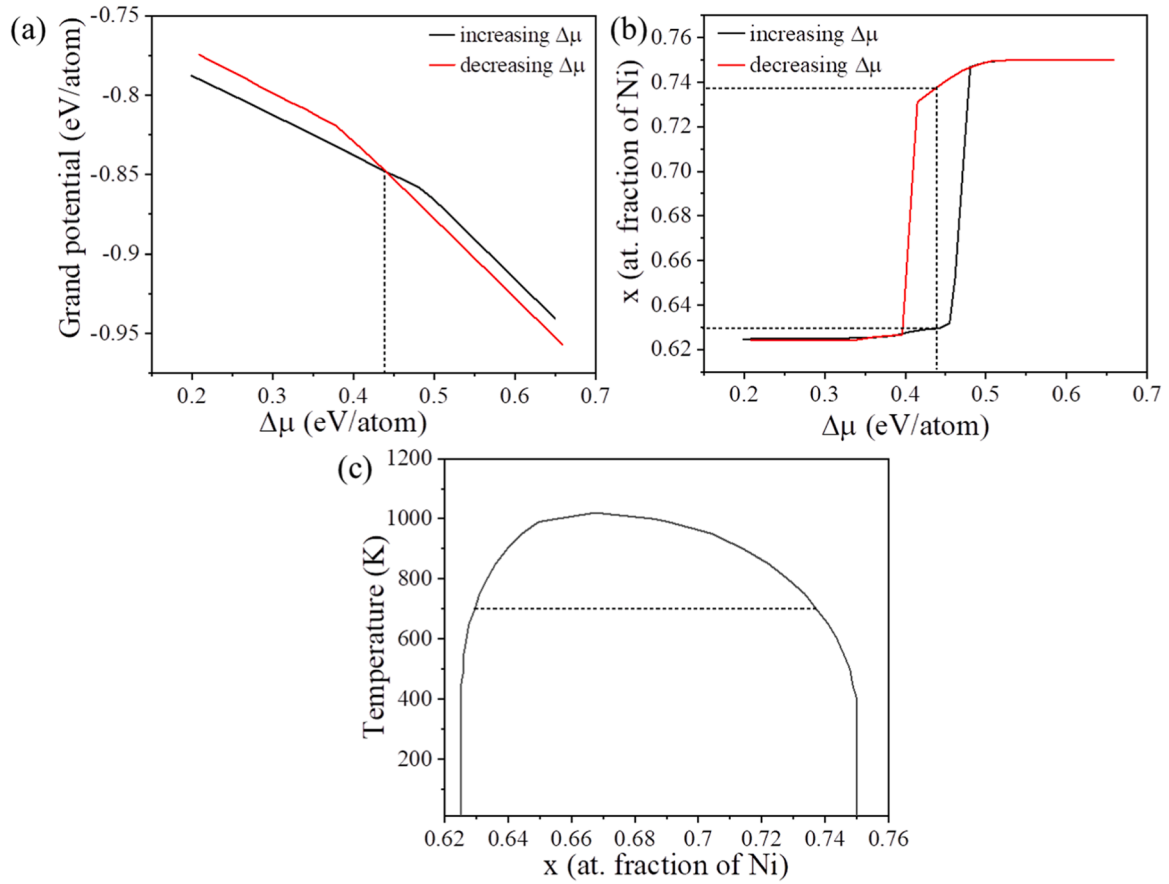 (a)
increasing Δμ
decreasing Δμ
-0.75
-0.8
-0.85
-0.9
-0.95
Grand potential (eV/atom)
0.2 0.3 0.4 0.5 0.6 0.7
Δμ (eV/atom)
(b)
increasing Δμ
decreasing Δμ
0.76
0.74
0.72
0.70
0.68
0.66
0.64
0.62
x (at. fraction of Ni)
0.2 0.3 0.4 0.5 0.6 0.7
Δμ (eV/atom)
(c)
1200
1000
800
600
400
200
Temperature (K)
0.62 0.64 0.66 0.68 0.7 0.72 0.74 0.76
x (at. fraction of Ni)